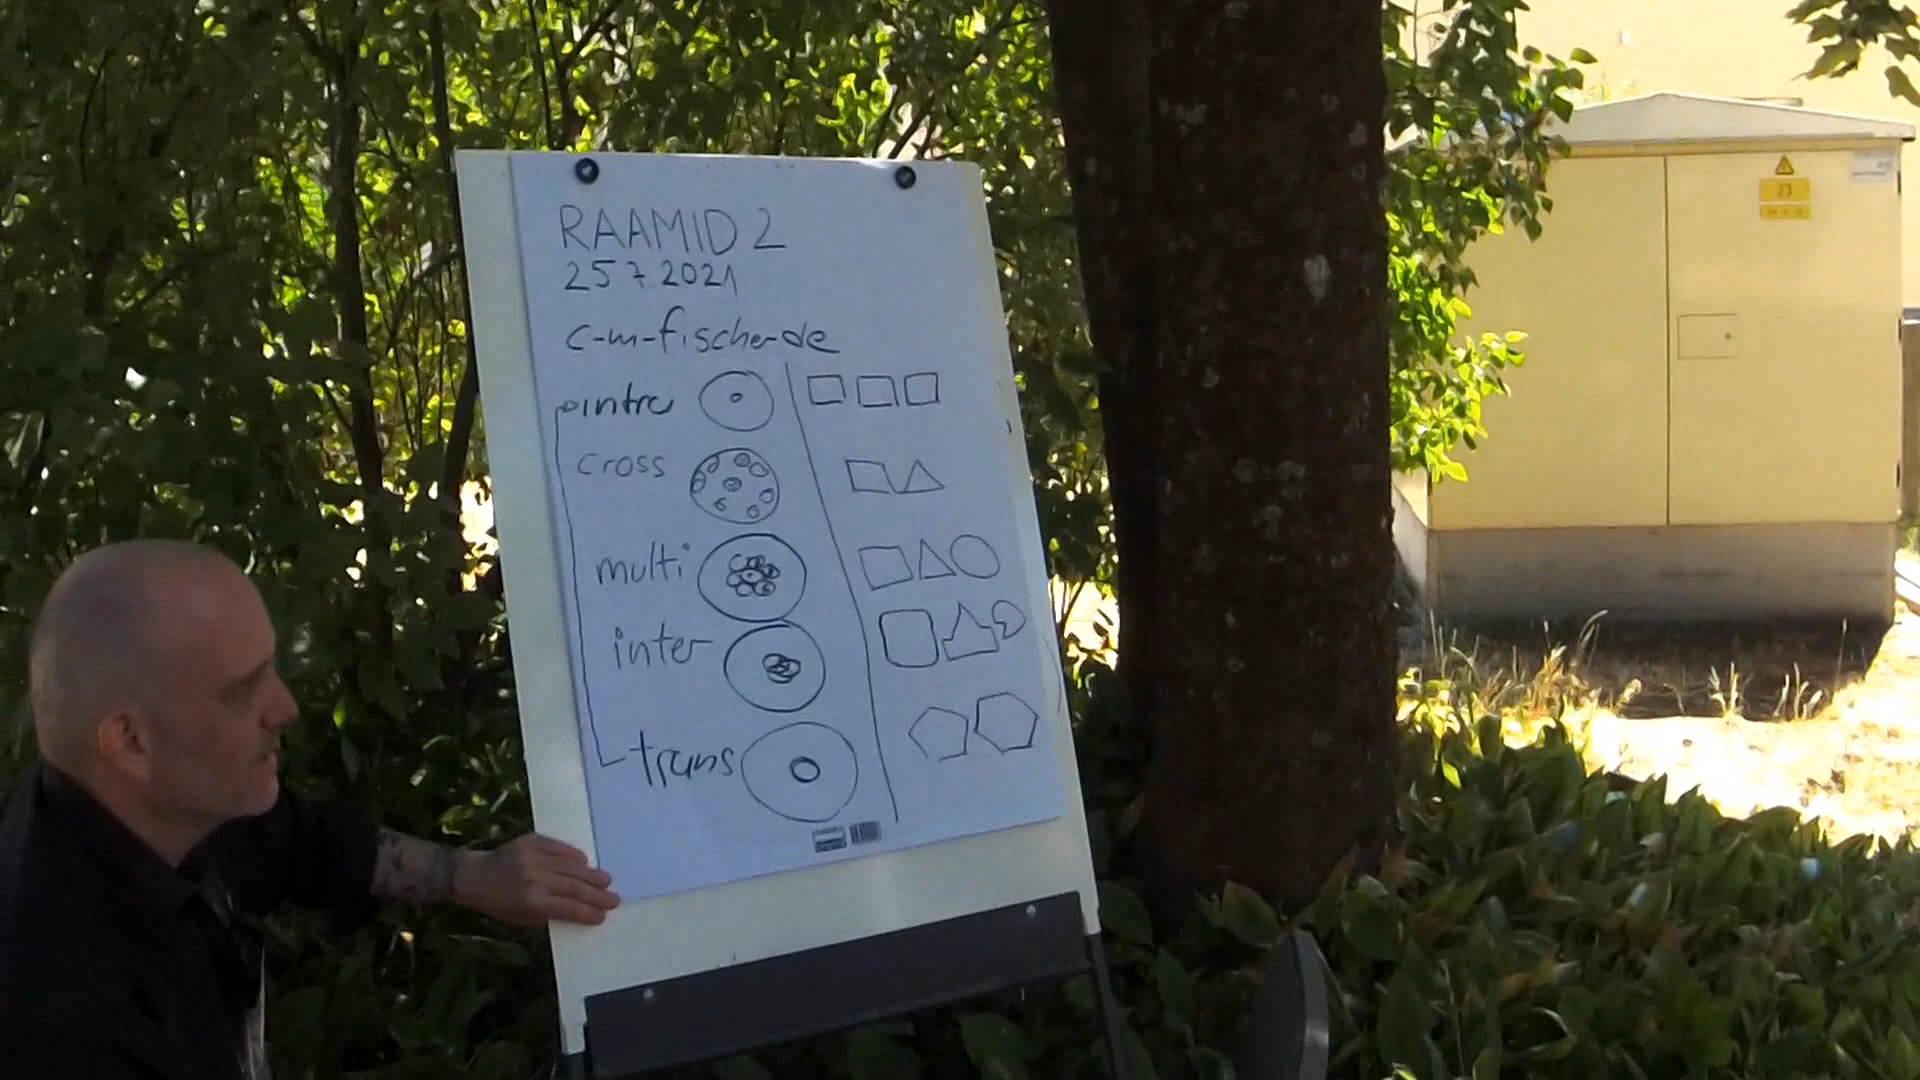 RAAMID 2
25 7 2021
c-m-fischer.de
intra
cross
multi
inter
trans
23